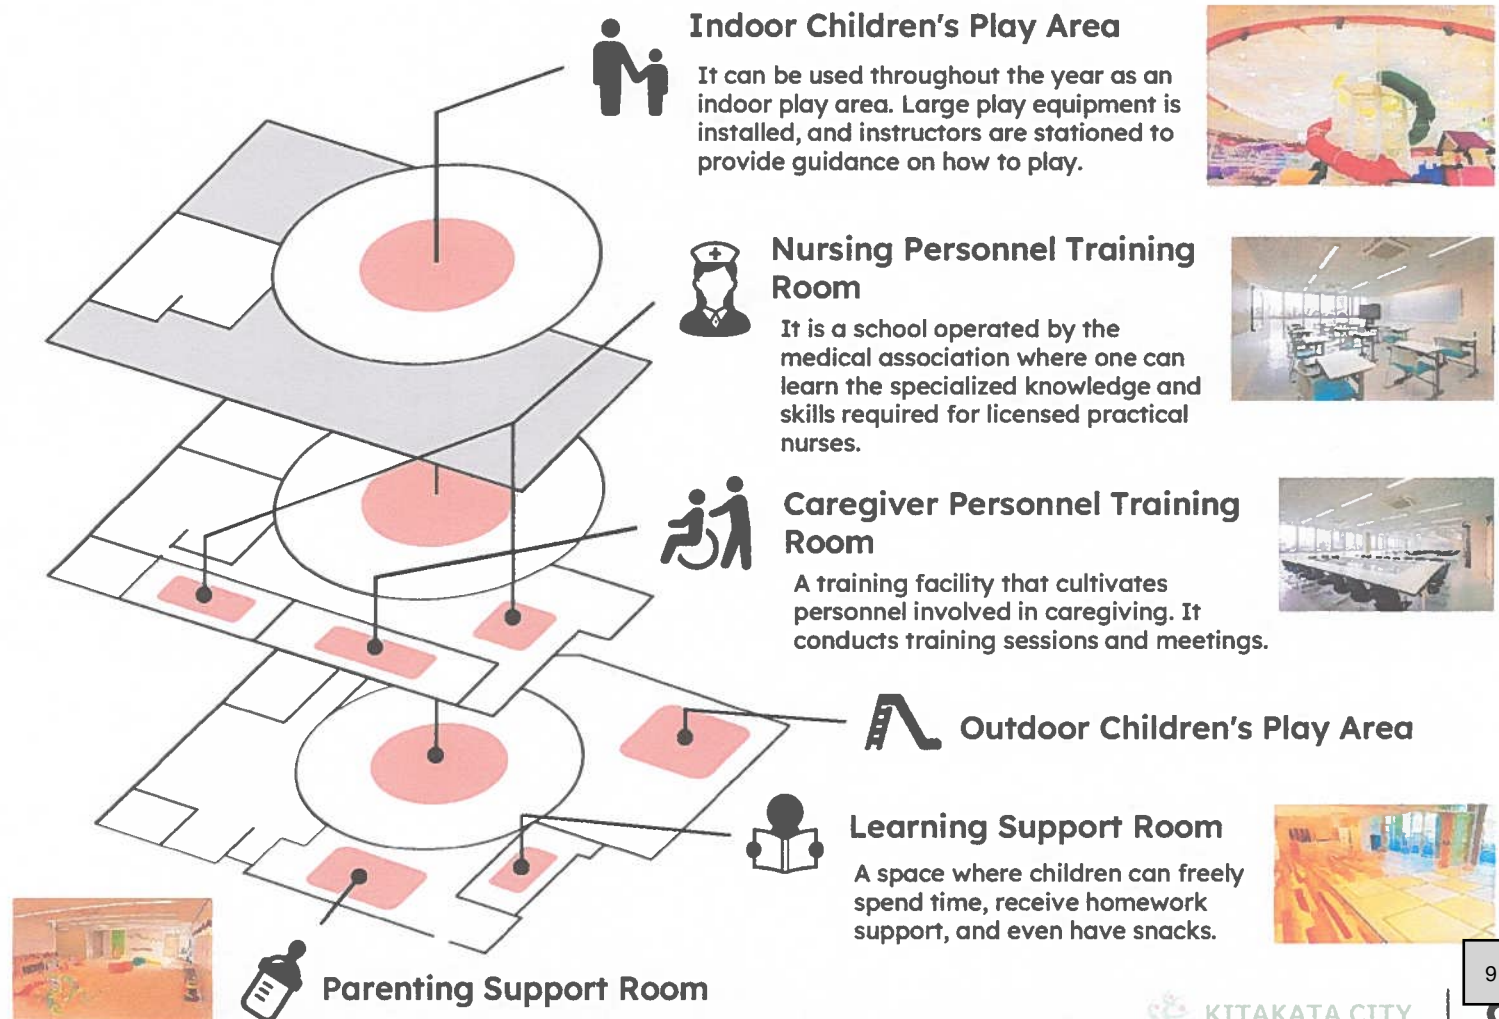 Indoor Children's Play Area
It can be used throughout the year as an
indoor play area. Large play equipment is
installed, and instructors are stationed to
provide guidance on how to play.
Nursing Personnel Training
Room
It is a school operated by the
medical association where one can
learn the specialized knowledge and
skills required for licensed practical
nurses.
Caregiver Personnel Training
Room
A training facility that cultivates
personnel involved in caregiving. It
conducts training sessions and meetings.
Outdoor Children's Play Area
Learning Support Room
A space where children can freely
spend time, receive homework
support, and even have snacks.
Parenting Support Room
9
KITAKATA CITY